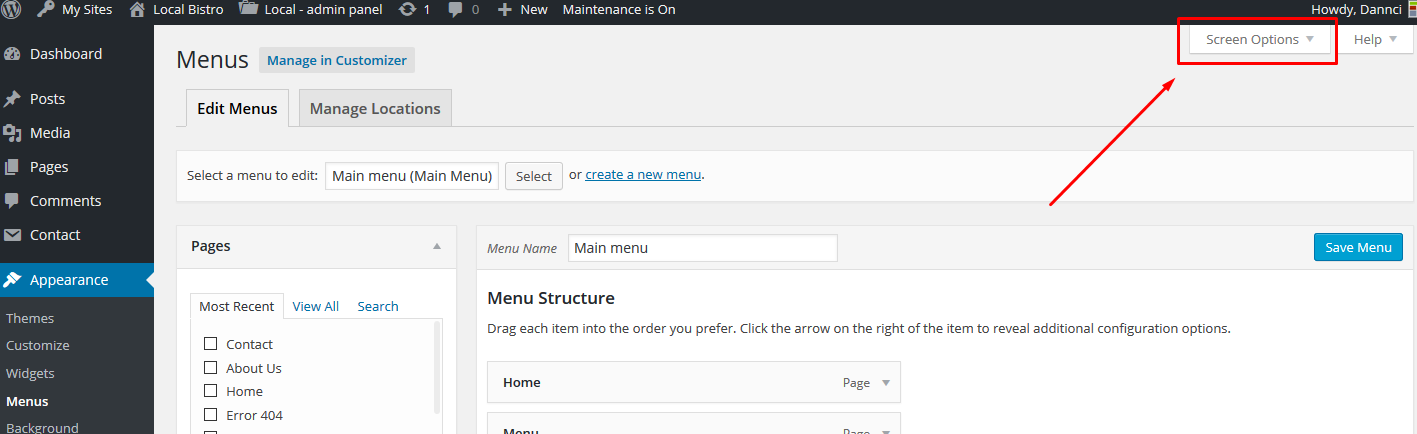 My Sites Local Bistro Local - admin panel 1 0 New Maintenance is On Howdy, Dannci
Screen Options Help
Dashboard
Posts
Media
Pages
Comments
Contact
Appearance
Themes
Customize
Widgets
Menus
Background
Menus Manage in Customizer
Edit Menus Manage Locations
Select a menu to edit: Main menu (Main Menu) Select or create a new menu.
Pages
Most Recent View All Search
Contact
About Us
Home
Error 404
Menu Name Main menu Save Menu
Menu Structure
Drag each item into the order you prefer. Click the arrow on the right of the item to reveal additional configuration options.
Home Page
Menu Page